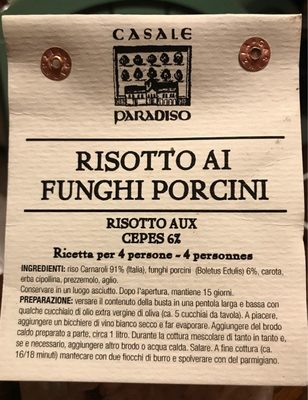 CASALE
PARADISO
RISOTTO AI
FUNGHI PORCINI
RISOTTO AUX
CEPES 6%
Ricetta per 4 persone - 4 personnes
INGREDIENTI: riso Carnaroli 91% (Italia), funghi porcini (Boletus Edulis) 6%, carota,
erba cipollina, prezzemolo, aglio.
Conservare in un luogo asciutto. Dopo l'apertura, mantiene 15 giorni.
PREPARAZIONE: versare il contenuto della busta in una pentola larga e bassa con
qualche cucchiaio di olio extra vergine di oliva (ca. 5 cucchiai da tavola). A piacere,
aggiungere un bicchiere di vino bianco secco e far evaporare. Aggiungere del brodo
caldo preparato a parte, circa 1 litro. Durante la cottura mescolare di tanto in tanto e,
se e necessario, aggiungere altro brodo o acqua calda. Salare. A fine cottura (ca.
16/18 minuti) mantecare con due fiocchi di burro e spolverare con del parmigiano.